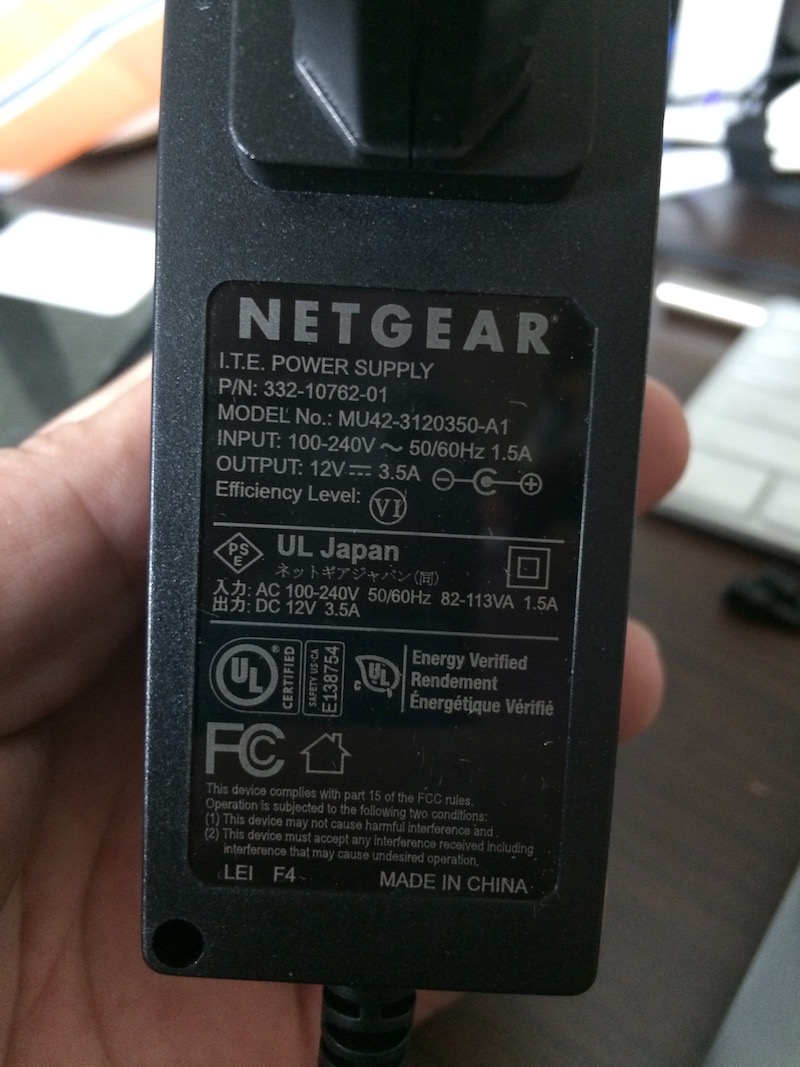 NETGEAR®
I.T.E. POWER SUPPLY
P/N: 332-10762-01
MODEL No.: MU42-3120350-A1
INPUT: 100-240V ~ 50/60Hz 1.5A
OUTPUT: 12V⎓ 3.5A
Efficiency Level: VI
PS E
UL Japan
ネットギアジャパン(同)
入力: AC 100-240V 50/60Hz 82-113VA 1.5A
出力: DC 12V 3.5A
UL® CERTIFIED
SAFETY US-CA
E138754
c UL
Energy Verified
Rendement
Énergétique Vérifié
FC
This device complies with part 15 of the FCC rules.
Operation is subjected to the following two conditions:
(1) This device may not cause harmful interference and
(2) This device must accept any interference received including
interference that may cause undesired operation.
LEI F4
MADE IN CHINA